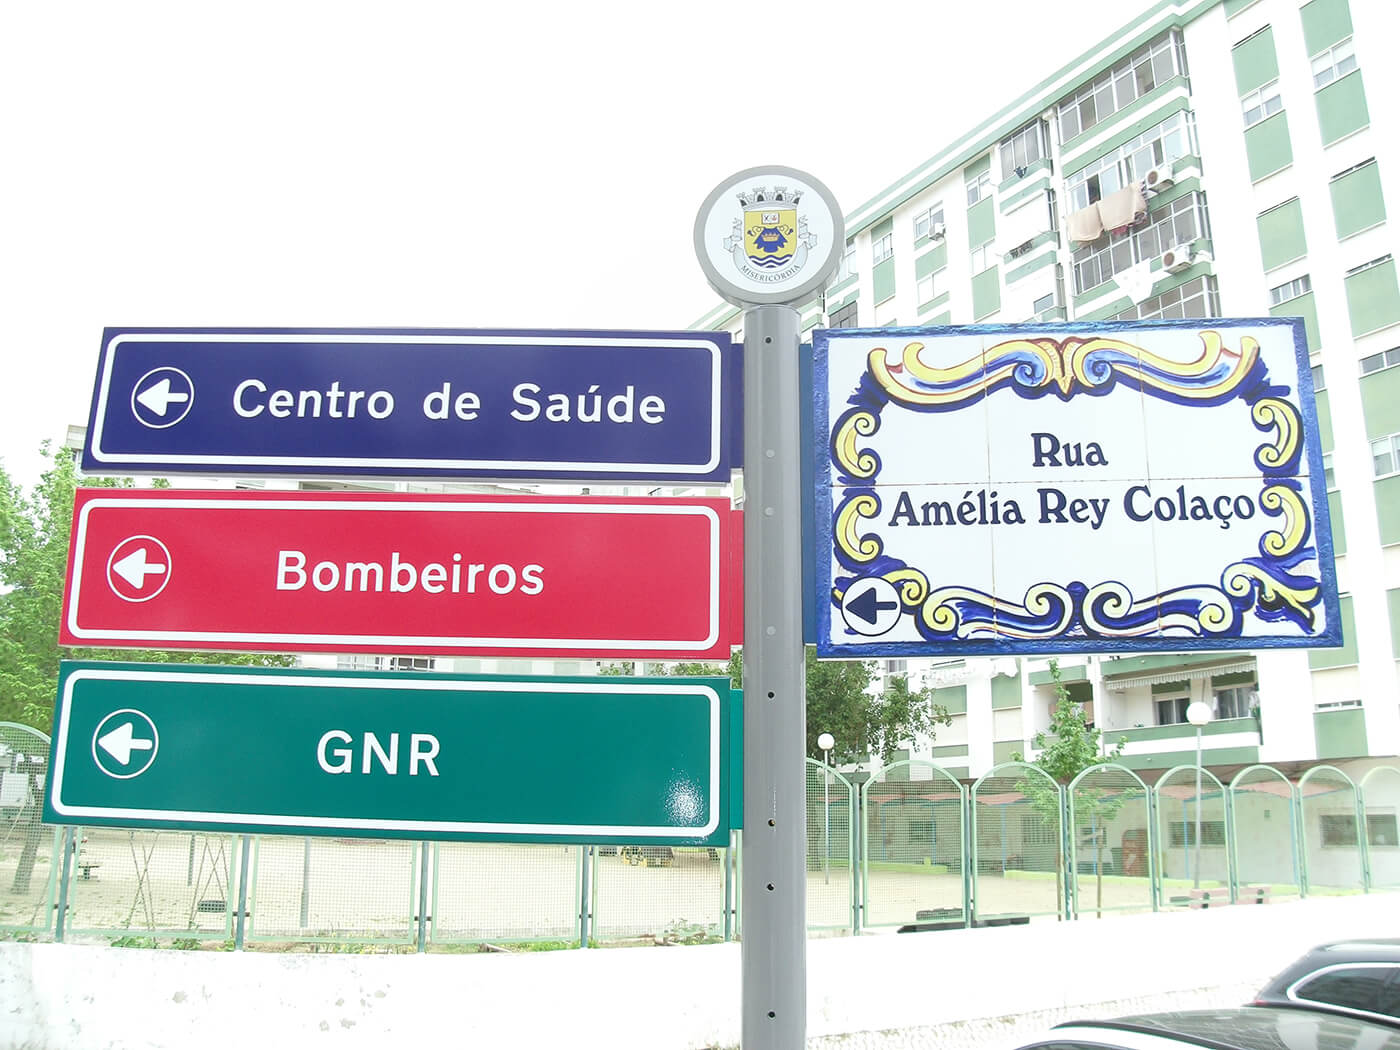 MISERICÓRDIA
Centro de Saúde
Bombeiros
GNR
Rua
Amélia Rey Colaço